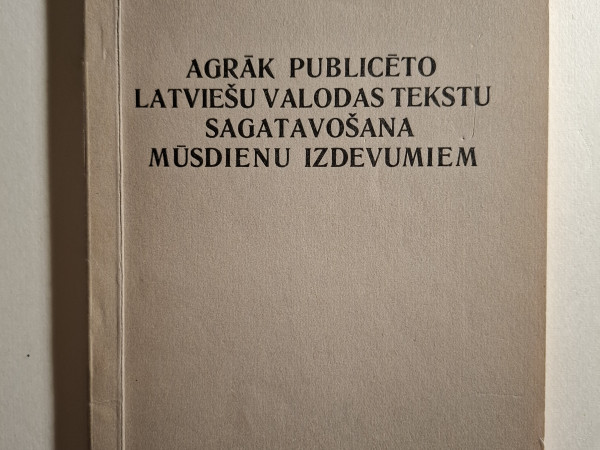 AGRĀK PUBLICĒTO
LATVIEŠU VALODAS TEKSTU
SAGATAVOŠANA
MŪSDIENU IZDEVUMIEM